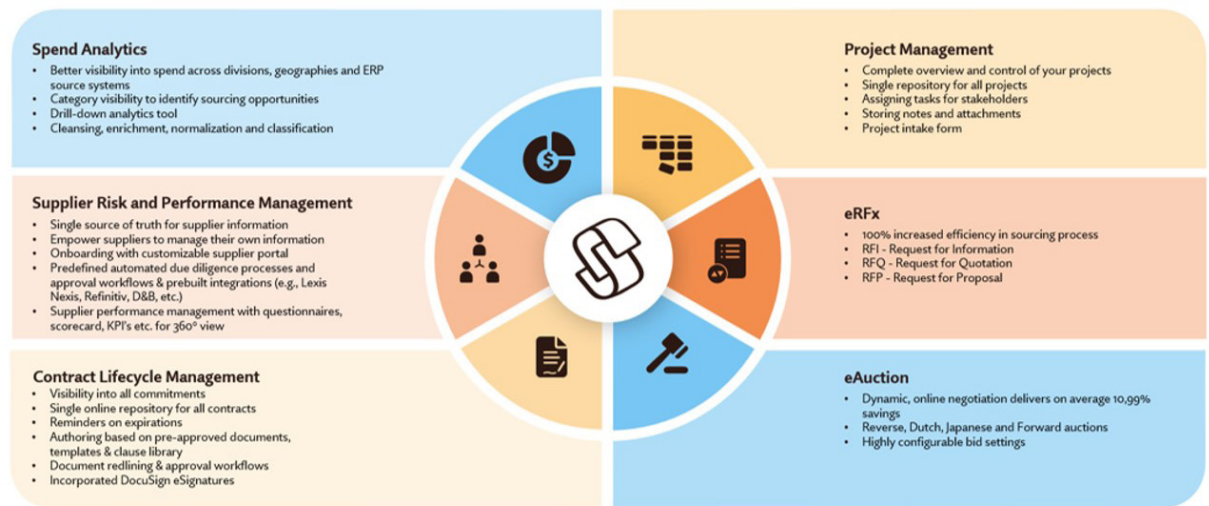 Spend Analytics
• Better visibility into spend across divisions, geographies and ERP
source systems
• Category visibility to identify sourcing opportunities
• Drill-down analytics tool
• Cleansing, enrichment, normalization and classification
Supplier Risk and Performance Management
• Single source of truth for supplier information
• Empower suppliers to manage their own information
• Onboarding with customizable supplier portal
• Predefined automated due diligence processes and
approval workflows & prebuilt integrations (e.g., Lexis
Nexis, Refinitiv, D&B, etc.)
• Supplier performance management with questionnaires,
scorecard, KPI's etc. for 360° view
Contract Lifecycle Management
• Visibility into all commitments
• Single online repository for all contracts
• Reminders on expirations
• Authoring based on pre-approved documents,
templates & clause library
• Document redlining & approval workflows
• Incorporated DocuSign eSignatures
Project Management
• Complete overview and control of your projects
• Single repository for all projects
• Assigning tasks for stakeholders
• Storing notes and attachments
• Project intake form
eRFx
• 100% increased efficiency in sourcing process
• RFI - Request for Information
• RFQ - Request for Quotation
• RFP - Request for Proposal
eAuction
• Dynamic, online negotiation delivers on average 10,99%
savings
• Reverse, Dutch, Japanese and Forward auctions
• Highly configurable bid settings